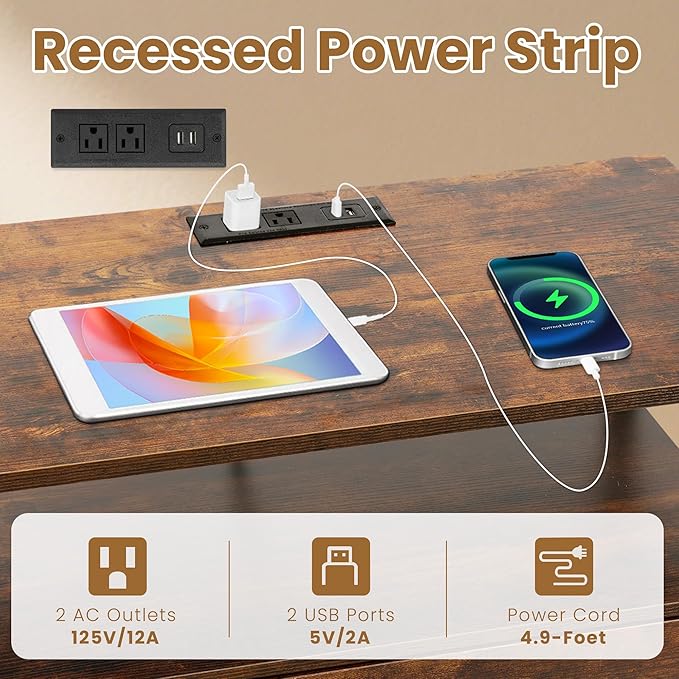 Recessed Power Strip
current battery75%
2 AC Outlets
125V/12A
2 USB Ports
5V/2A
Power Cord
4.9-Foet